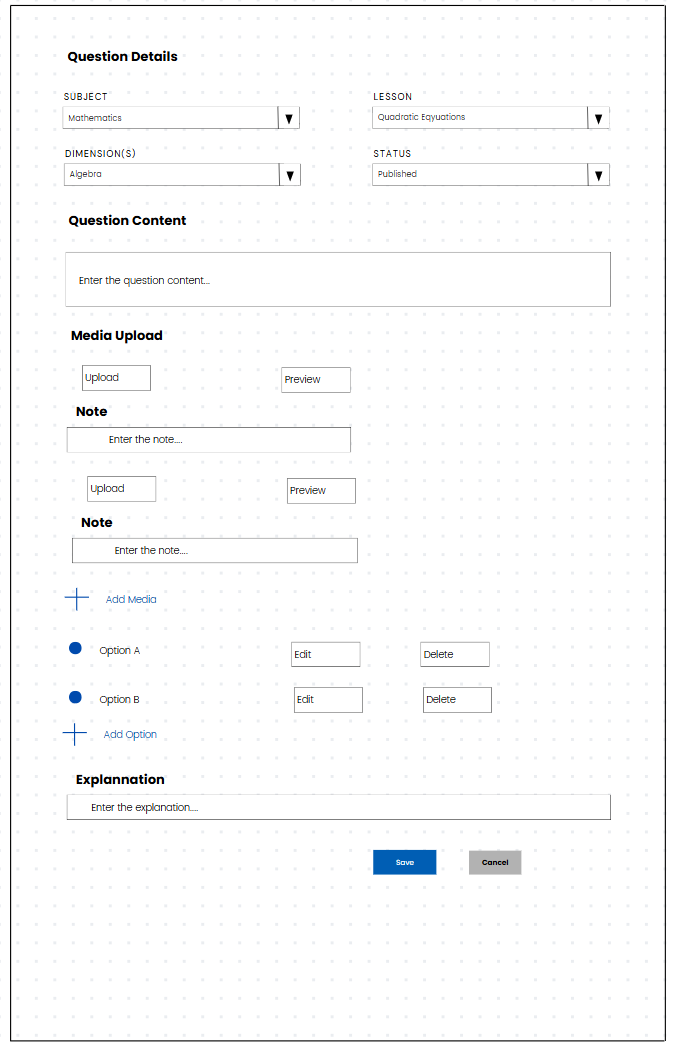 Question Details
SUBJECT
LESSON
Mathematics
Quadratic Eqyuations
DIMENSION(S)
STATUS
Algebra
Published
Question Content
Enter the question content...
Media Upload
Upload
Preview
Note
Enter the note....
Upload
Preview
Note
Enter the note....
Add Media
Option A
Edit
Delete
Option B
Edit
Delete
Add Option
Explannation
Enter the explanation....
Save
Cancel